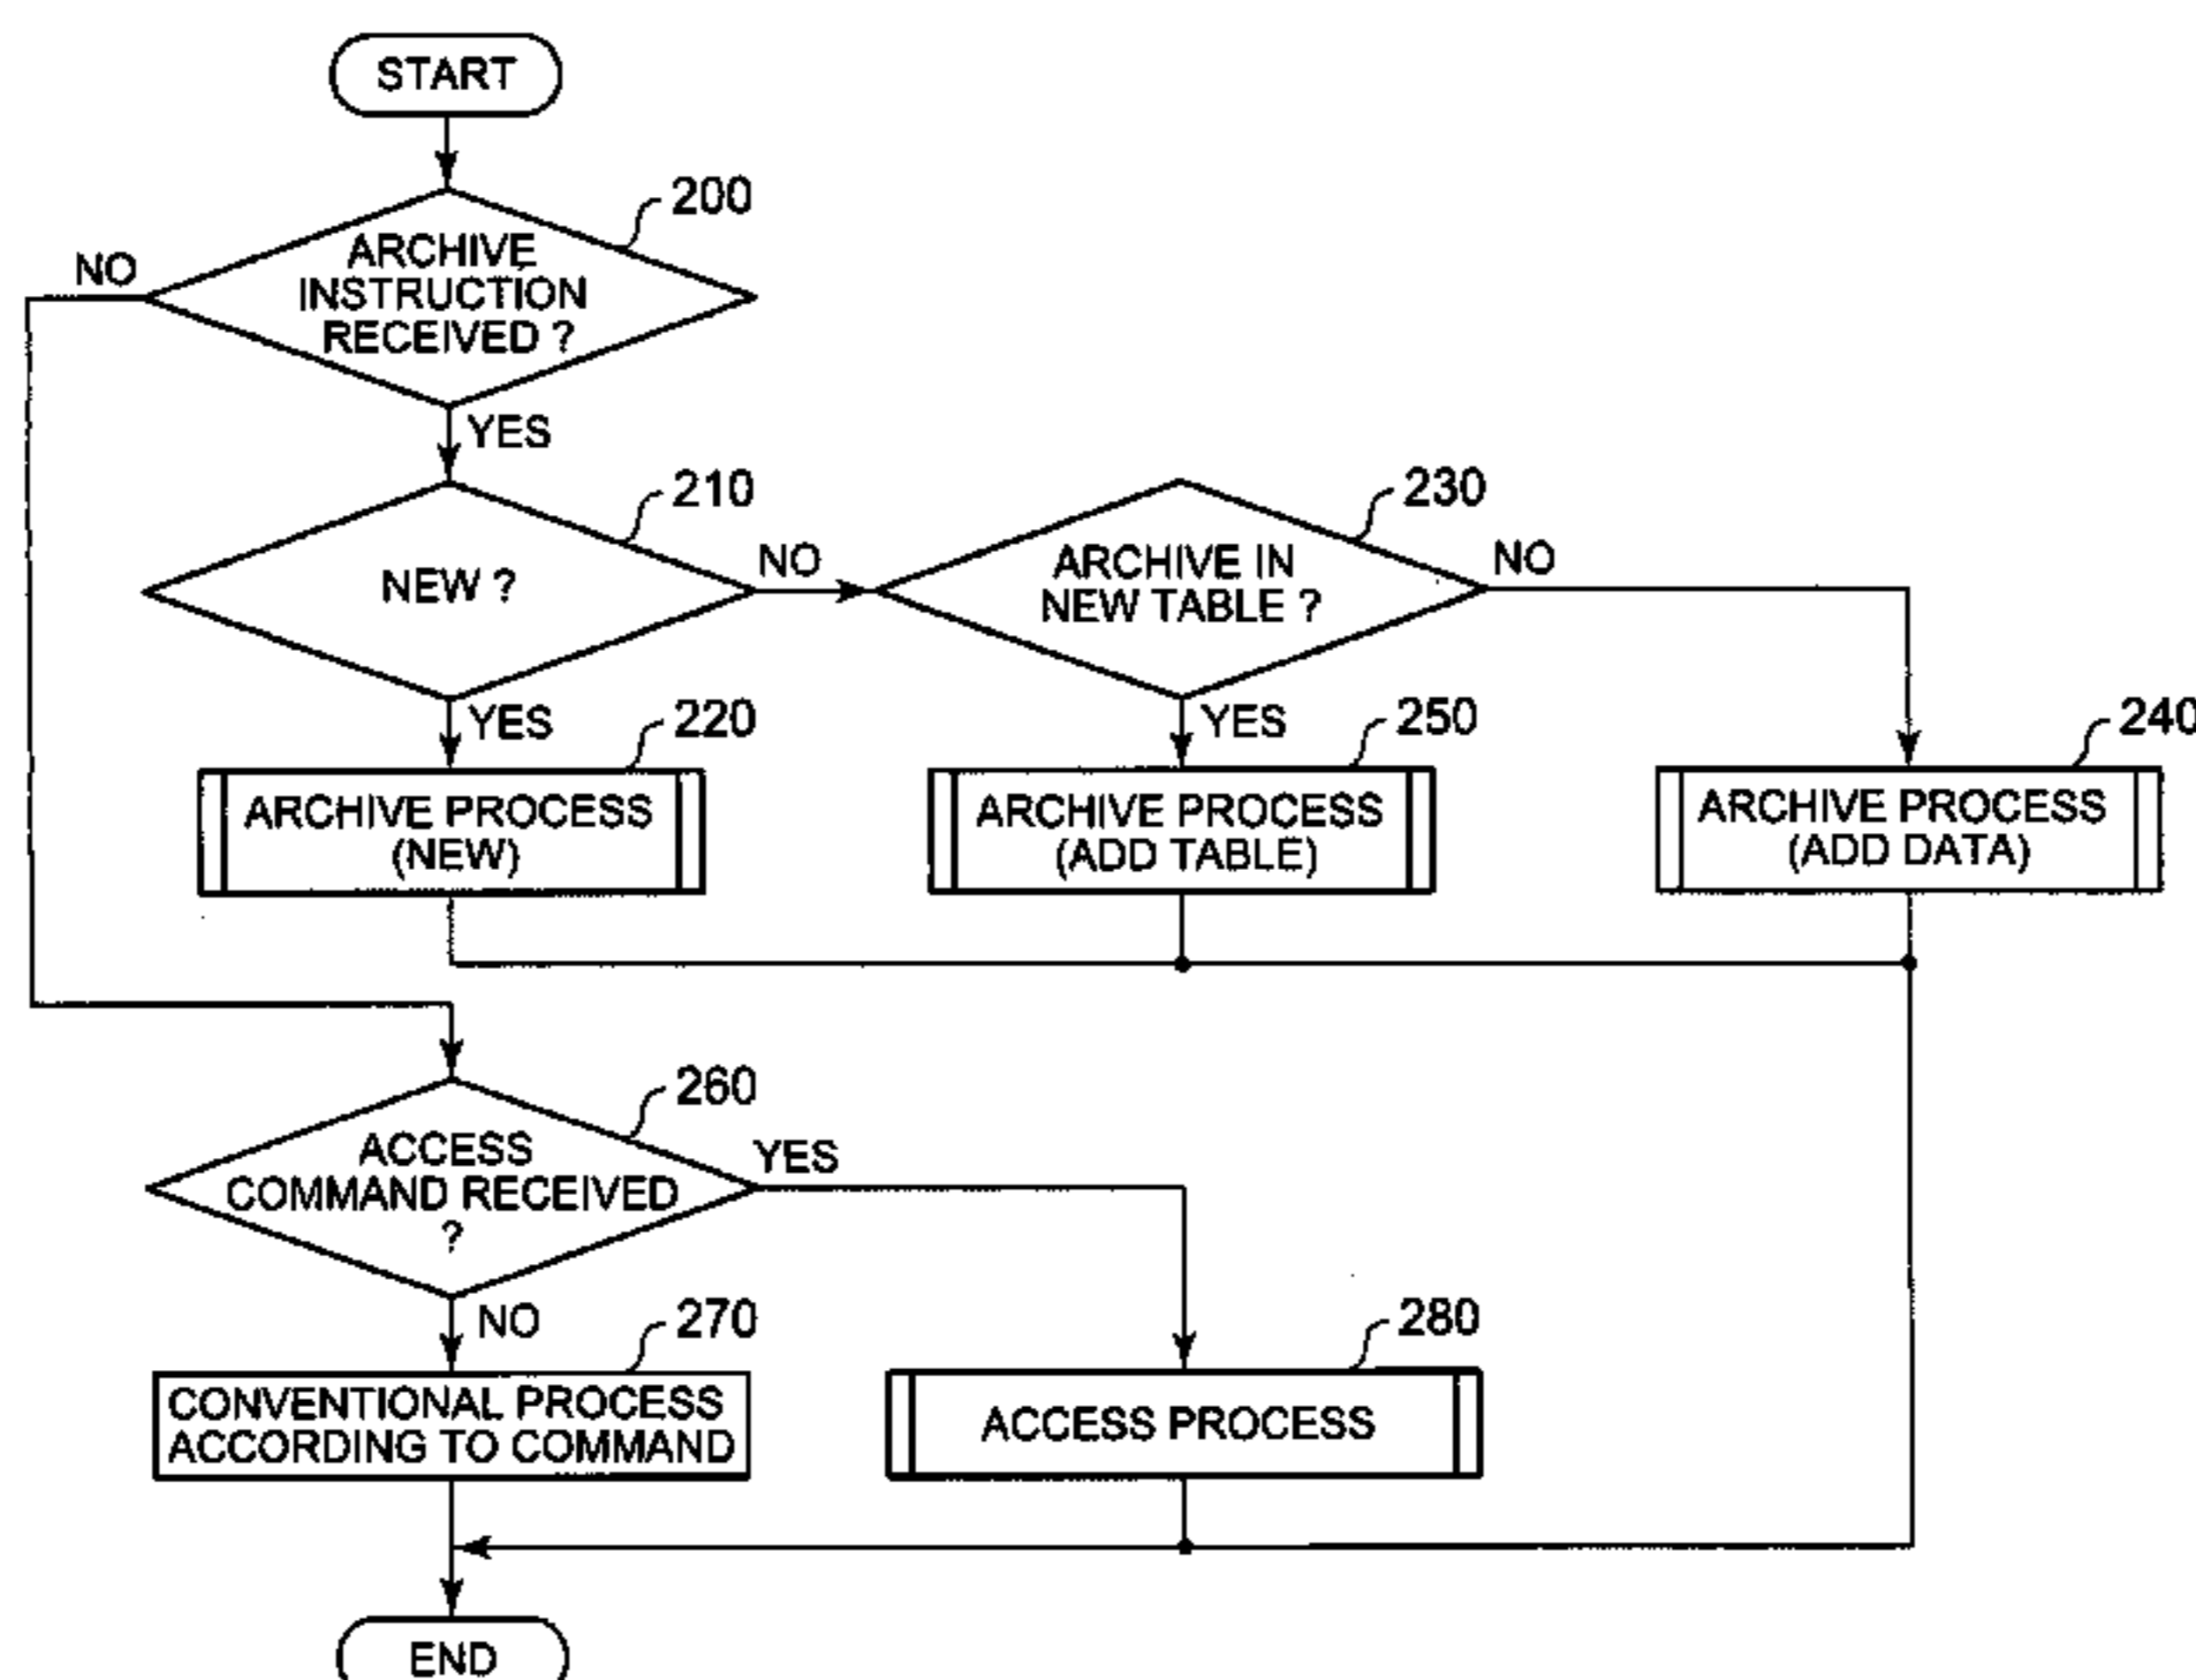 START
200
ARCHIVE
INSTRUCTION
RECEIVED ?
NO
YES
210
NEW ?
NO
230
ARCHIVE IN
NEW TABLE ?
NO
YES
220
ARCHIVE PROCESS
(NEW)
YES
250
ARCHIVE PROCESS
(ADD TABLE)
240
ARCHIVE PROCESS
(ADD DATA)
260
ACCESS
COMMAND RECEIVED
?
YES
NO
270
CONVENTIONAL PROCESS
ACCORDING TO COMMAND
280
ACCESS PROCESS
END